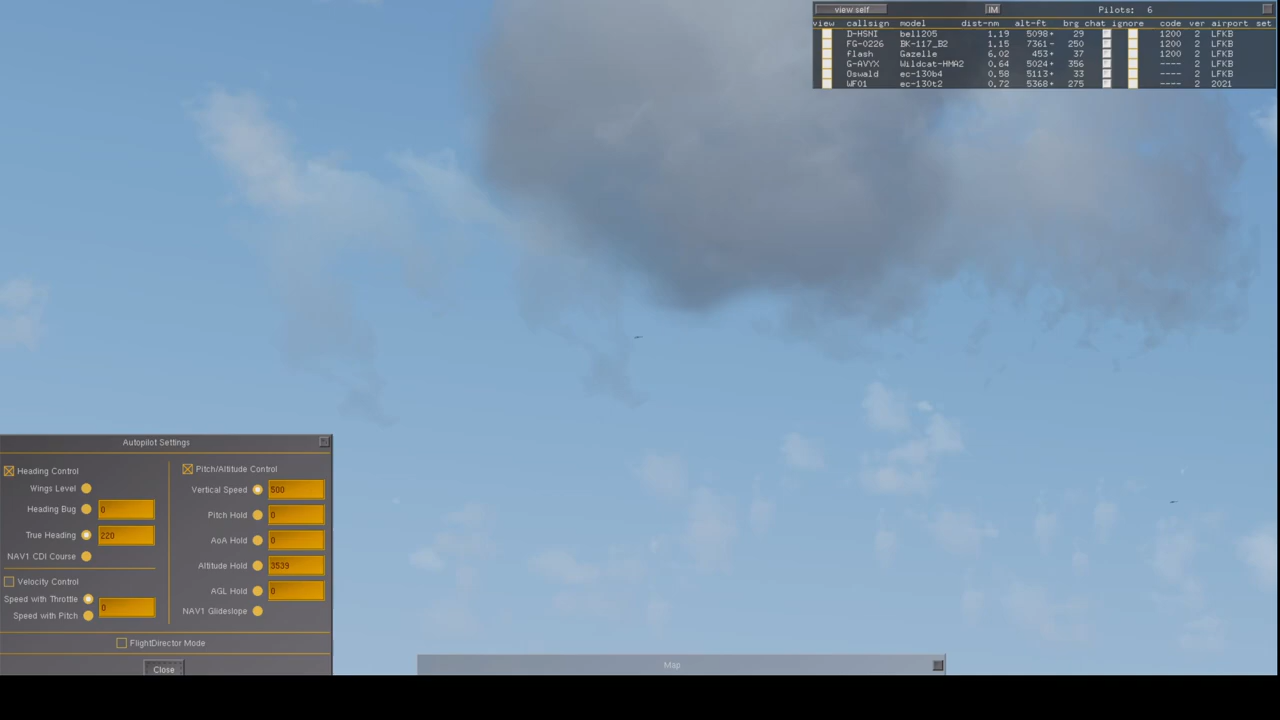 view self IM Pilots: 6
view callsign model dist-nm alt-ft brg chat ignore code ver airport set
D-HSNI bell205 1.19 5098+ 29 1200 2 LFKB
FG-0226 BK-117_B2 1.15 7361- 250 1200 2 LFKB
flash Gazelle 6.02 453+ 37 1200 2 LFKB
G-AVYX Wildcat-HMA2 0.64 5024+ 356 ---- 2 LFKB
Oswald ec-130b4 0.58 5113+ 33 ---- 2 LFKB
WF01 ec-130t2 0.72 5368+ 275 ---- 2 2021
Autopilot Settings
Heading Control
Wings Level
Heading Bug 0
True Heading 220
NAV1 CDI Course
Velocity Control
Speed with Throttle 0
Speed with Pitch
Pitch/Altitude Control
Vertical Speed 500
Pitch Hold 0
AoA Hold 0
Altitude Hold 3539
AGL Hold 0
NAV1 Glideslope
FlightDirector Mode
Close
Map